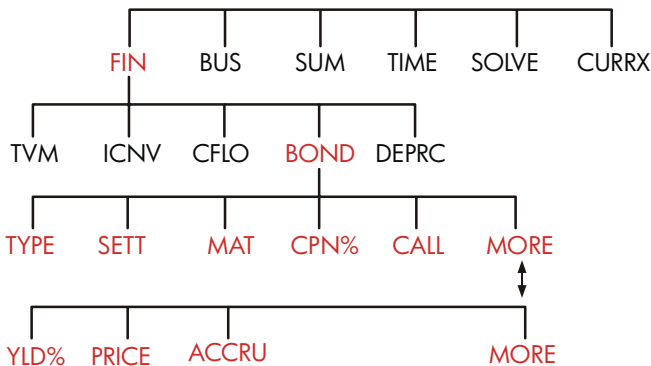 FIN BUS SUM TIME SOLVE CURRX
TVM ICNV CFLO BOND DEPRC
TYPE SETT MAT CPN% CALL MORE
YLD% PRICE ACCRU MORE